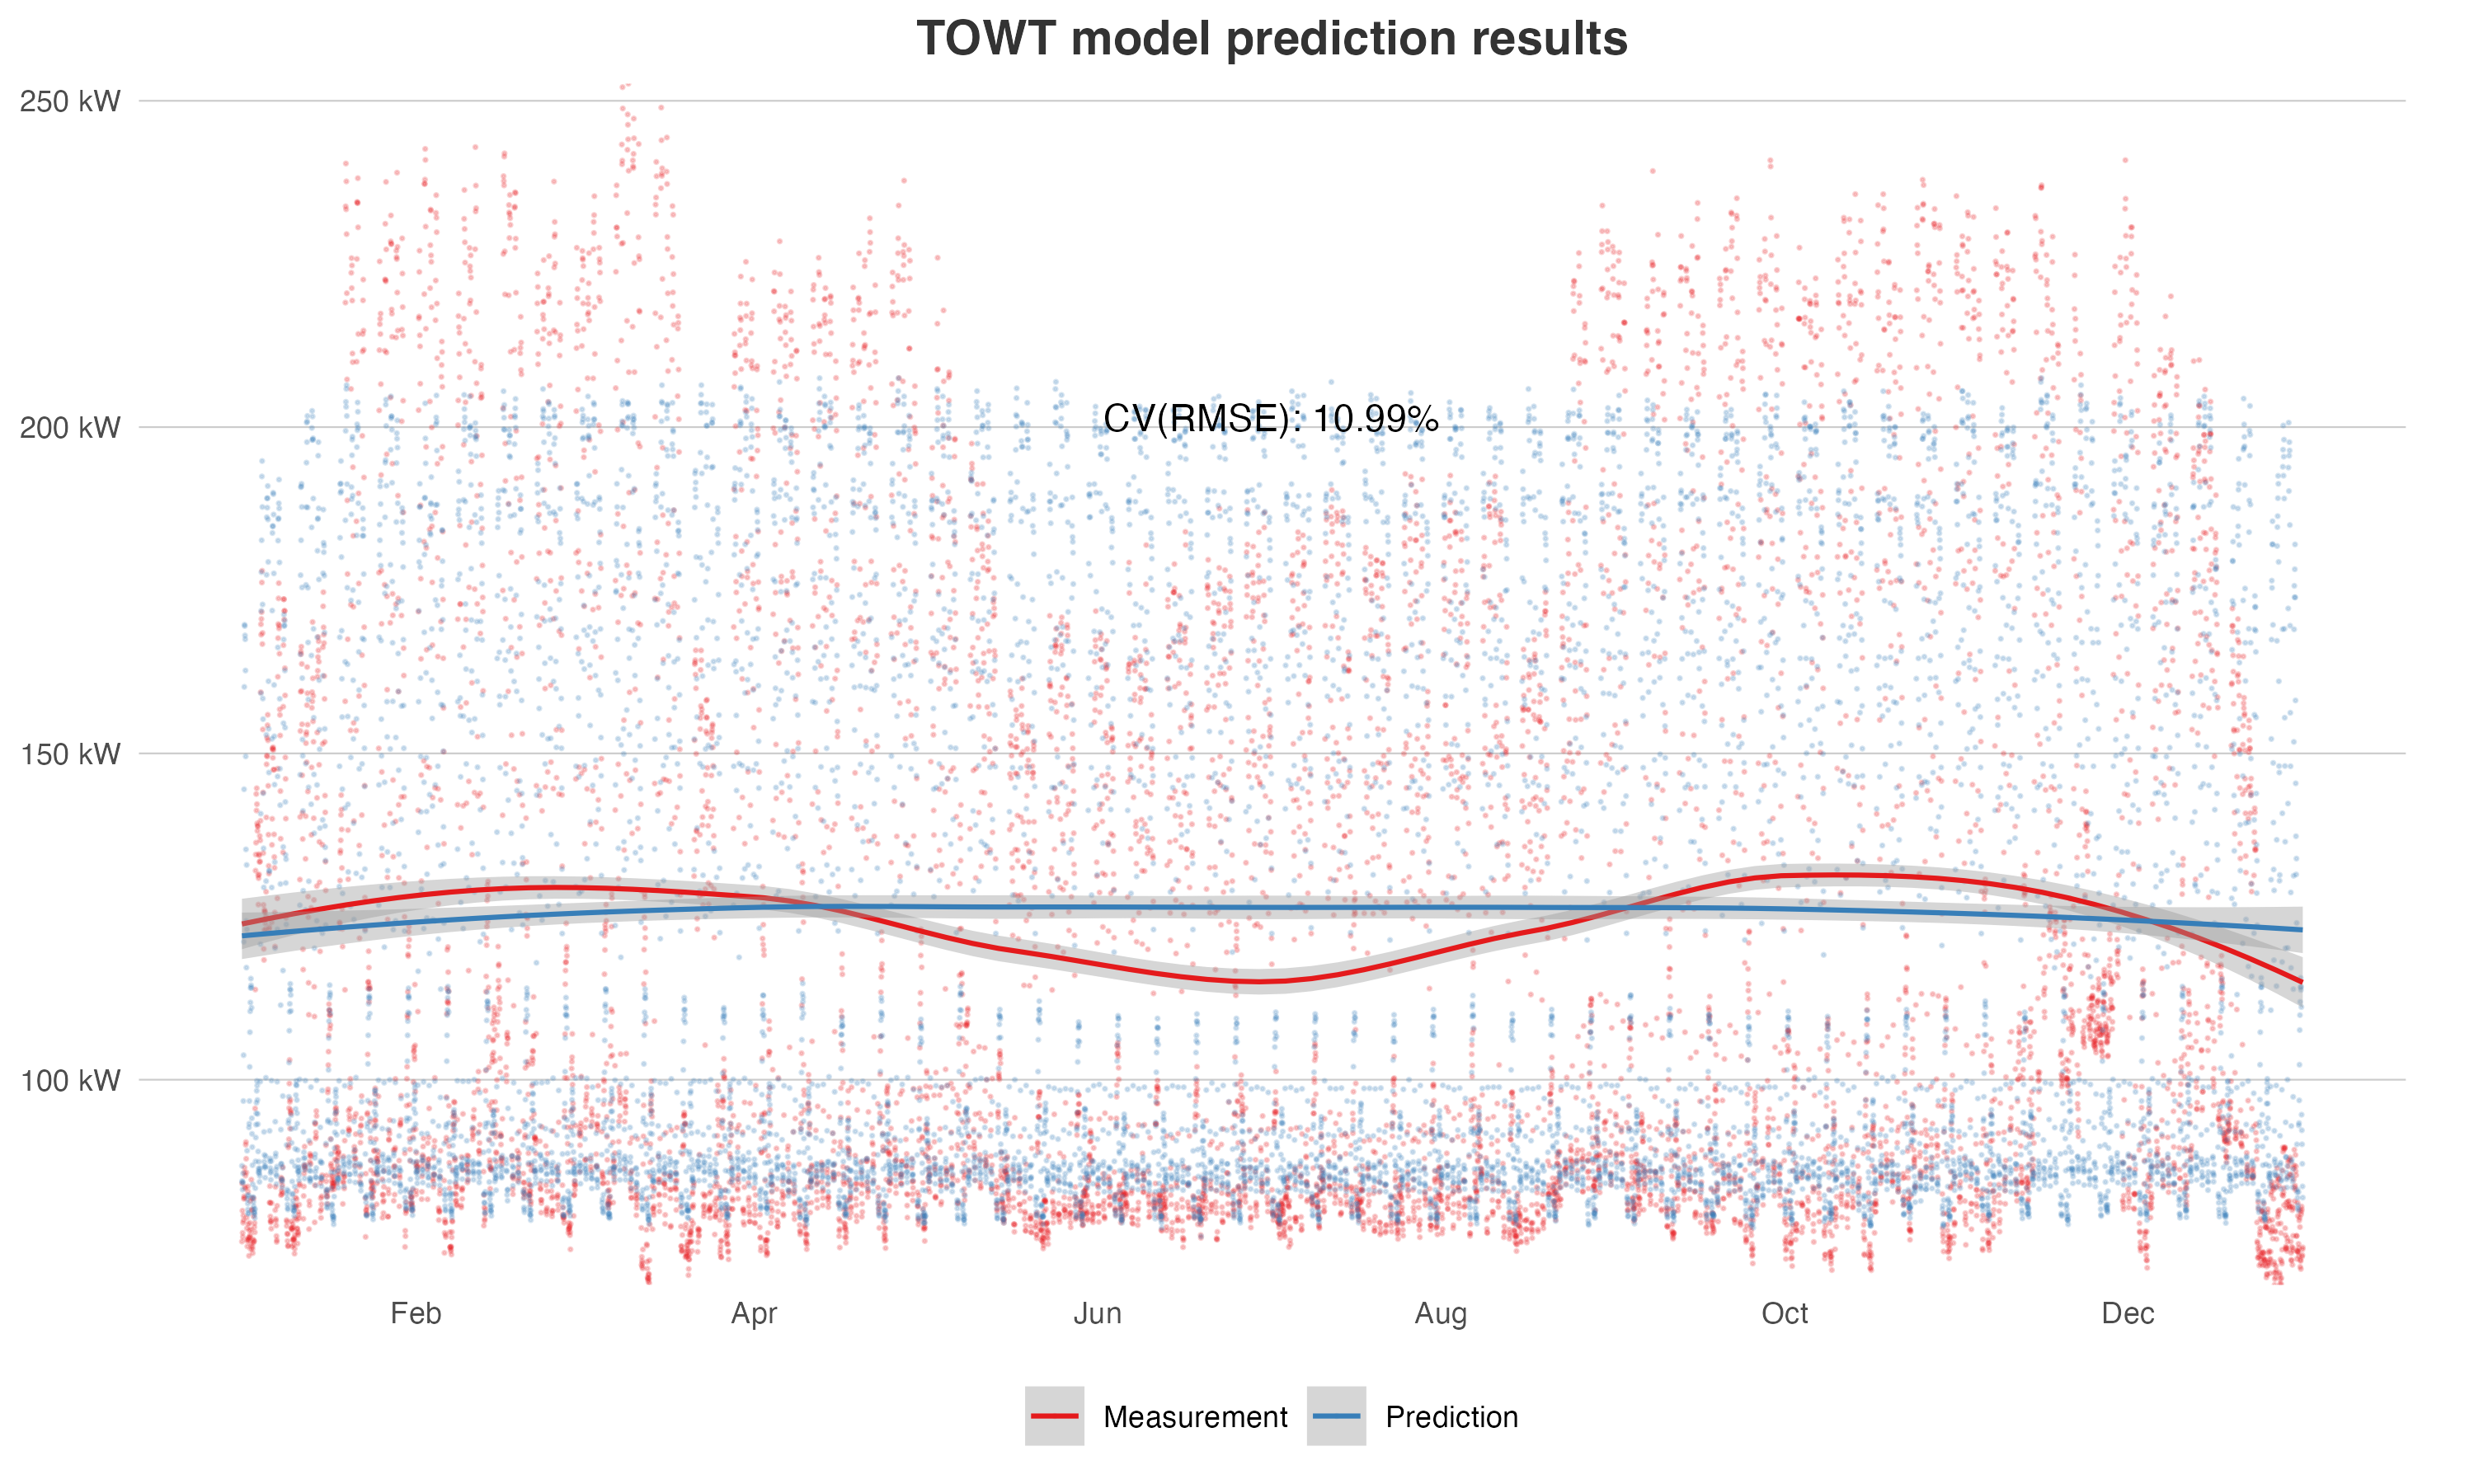 TOWT model prediction results
250 kW
200 kW
150 kW
100 kW
CV(RMSE): 10.99%
Feb Apr Jun Aug Oct Dec
Measurement Prediction